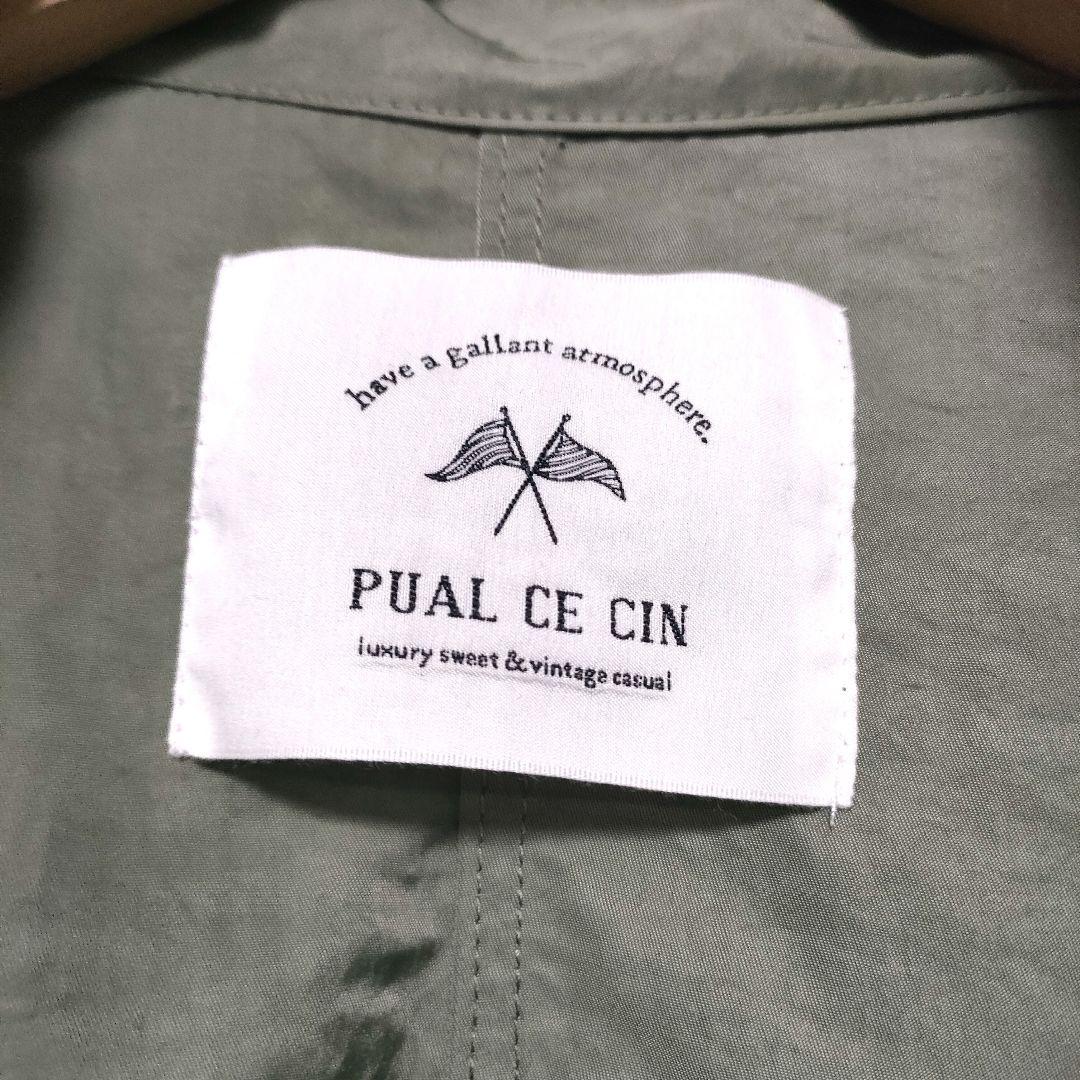 have a gallant atmosphere.
PUAL CE CIN
luxury sweet & vintage casual